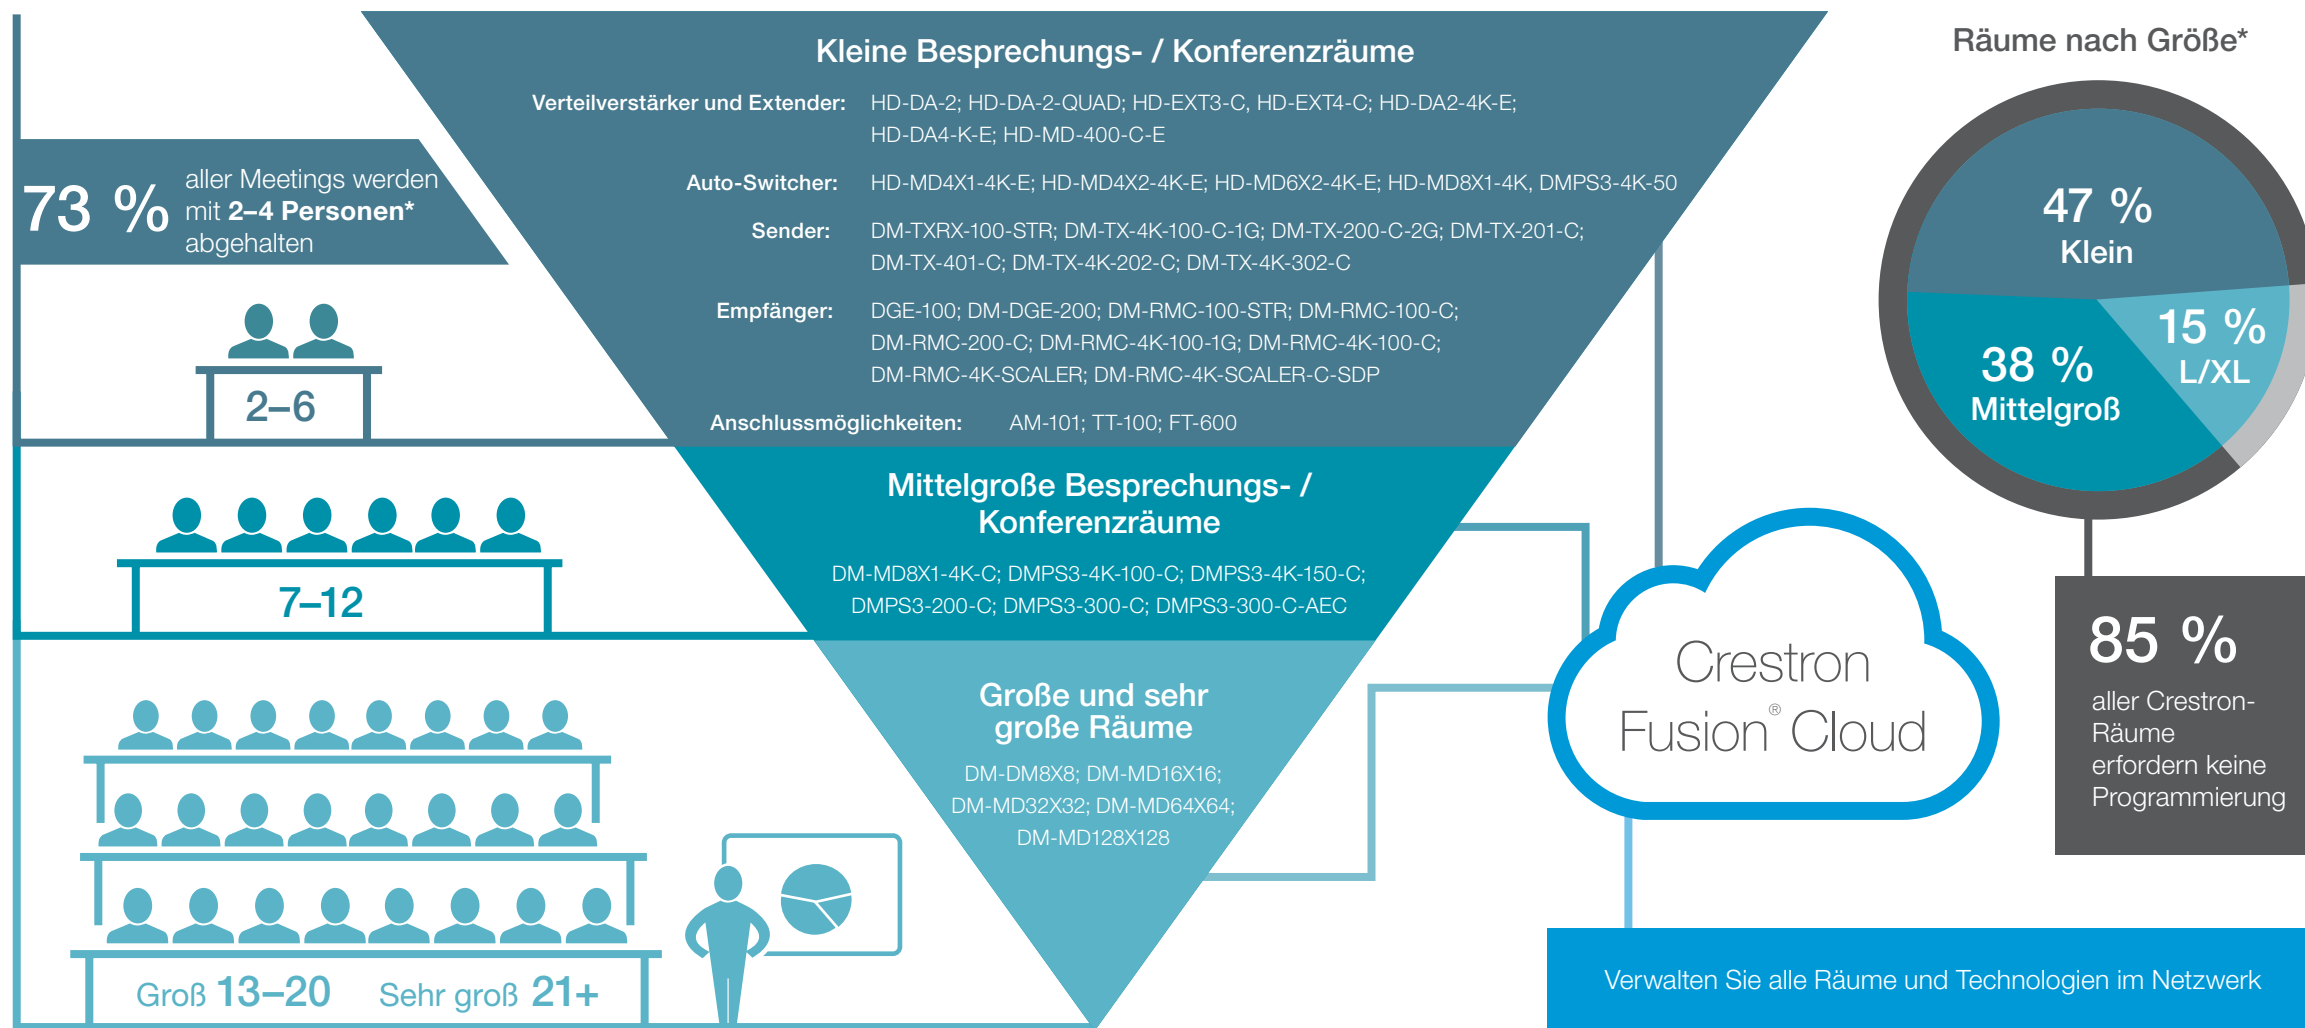 Kleine Besprechungs- / Konferenzräume
Verteilverstärker und Extender: HD-DA-2; HD-DA-2-QUAD; HD-EXT3-C, HD-EXT4-C; HD-DA2-4K-E;
HD-DA4-K-E; HD-MD-400-C-E
Auto-Switcher: HD-MD4X1-4K-E; HD-MD4X2-4K-E; HD-MD6X2-4K-E; HD-MD8X1-4K, DMPS3-4K-50
Sender: DM-TXRX-100-STR; DM-TX-4K-100-C-1G; DM-TX-200-C-2G; DM-TX-201-C;
DM-TX-401-C; DM-TX-4K-202-C; DM-TX-4K-302-C
Empfänger: DGE-100; DM-DGE-200; DM-RMC-100-STR; DM-RMC-100-C;
DM-RMC-200-C; DM-RMC-4K-100-1G; DM-RMC-4K-100-C;
DM-RMC-4K-SCALER; DM-RMC-4K-SCALER-C-SDP
Anschlussmöglichkeiten: AM-101; TT-100; FT-600
73 %
aller Meetings werden
mit 2–4 Personen*
abgehalten
2–6
Mittelgroße Besprechungs- /
Konferenzräume
DM-MD8X1-4K-C; DMPS3-4K-100-C; DMPS3-4K-150-C;
DMPS3-200-C; DMPS3-300-C; DMPS3-300-C-AEC
7–12
Große und sehr
große Räume
DM-DM8X8; DM-MD16X16;
DM-MD32X32; DM-MD64X64;
DM-MD128X128
Groß 13–20 Sehr groß 21+
Räume nach Größe*
47 %
Klein
15 %
L/XL
38 %
Mittelgroß
85 %
aller Crestron-
Räume
erfordern keine
Programmierung
Crestron
Fusion® Cloud
Verwalten Sie alle Räume und Technologien im Netzwerk